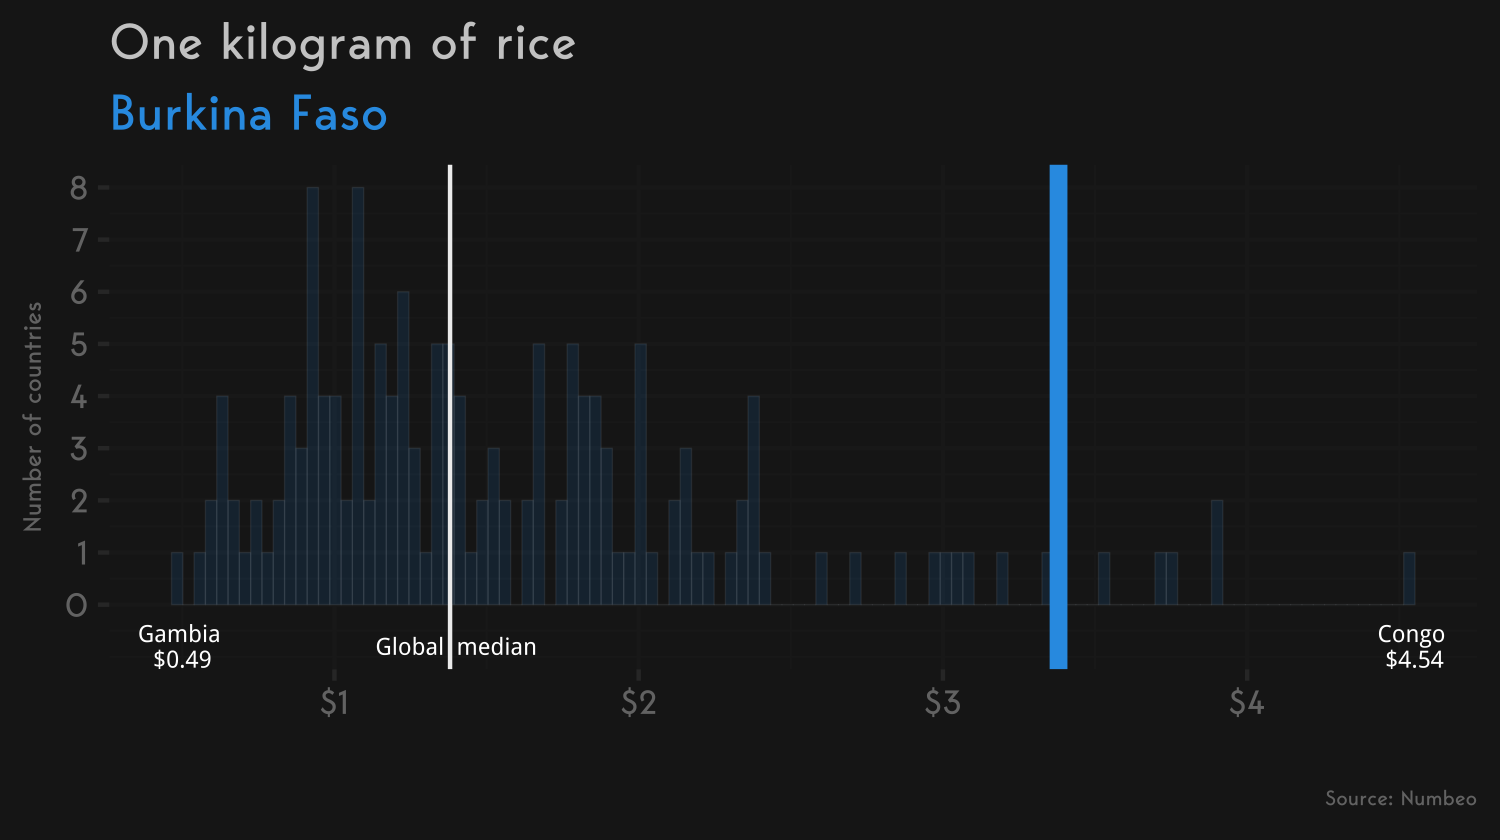 One kilogram of rice
Burkina Faso
Number of countries
8
7
6
5
4
3
2
1
0
Gambia
$0.49
Global median
Congo
$4.54
$1 $2 $3 $4
Source: Numbeo